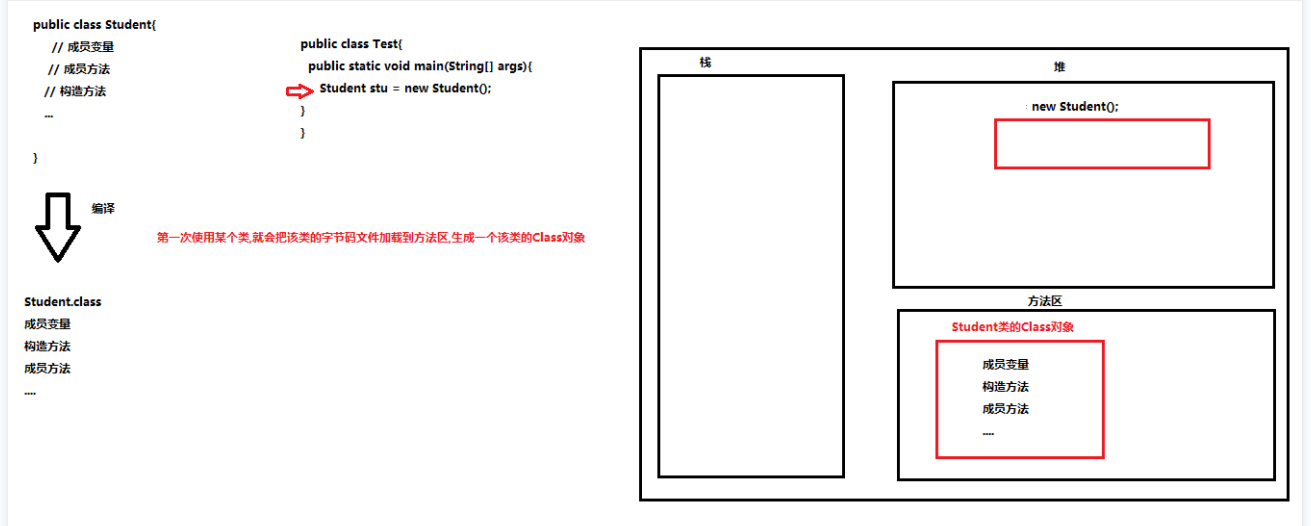 public class Student{
// 成员变量
// 成员方法
// 构造方法
...
}
public class Test{
public static void main(String[] args){
Student stu = new Student();
}
}
编译
第一次使用某个类,就会把该类的字节码文件加载到方法区,生成一个该类的Class对象
Student.class
成员变量
构造方法
成员方法
....
栈
堆
new Student();
方法区
Student类的Class对象
成员变量
构造方法
成员方法
....